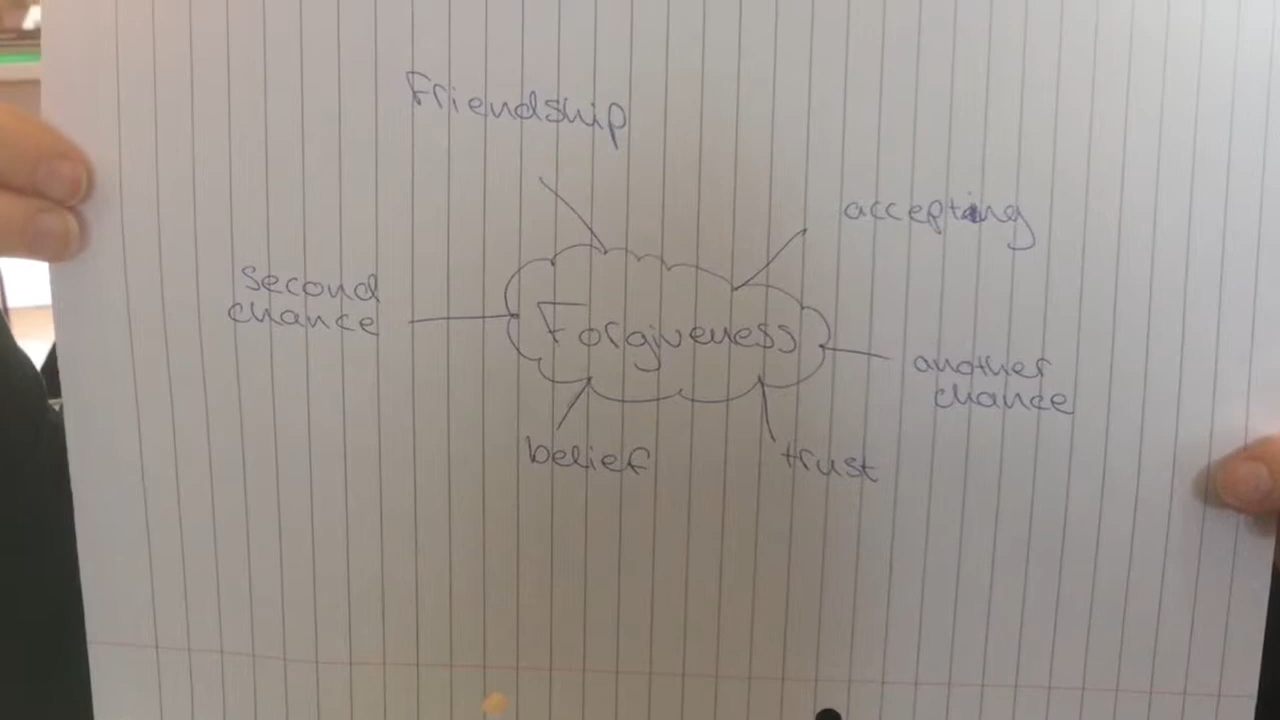 Friendship
accepting
second
chance
Forgiveness
another
chance
belief
trust